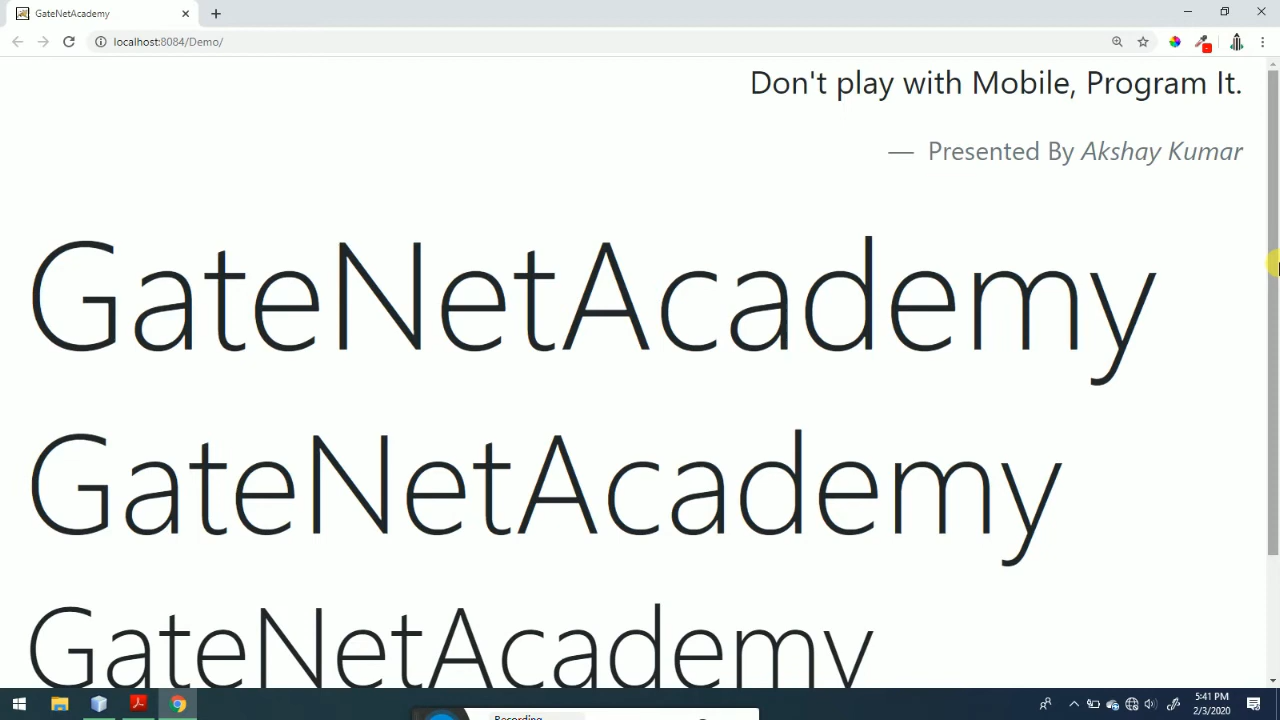 GateNetAcademy
localhost:8084/Demo/
Don't play with Mobile, Program It.
— Presented By Akshay Kumar
GateNetAcademy
GateNetAcademy
GateNetAcademy
Recording
5:41 PM
2/3/2020